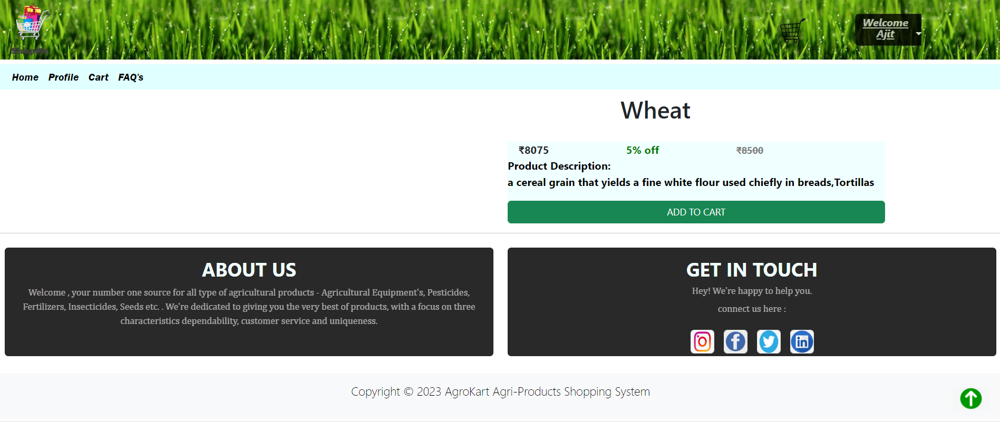 ShopMe
Welcome
Ajit
Home Profile Cart FAQ's
Wheat
₹8075 5% off ₹8500
Product Description:
a cereal grain that yields a fine white flour used chiefly in breads,Tortillas
ADD TO CART
ABOUT US
Welcome , your number one source for all type of agricultural products - Agricultural Equipment's, Pesticides,
Fertilizers, Insecticides, Seeds etc. . We're dedicated to giving you the very best of products, with a focus on three
characteristics dependability, customer service and uniqueness.
GET IN TOUCH
Hey! We're happy to help you.
connect us here :
Copyright © 2023 AgroKart Agri-Products Shopping System